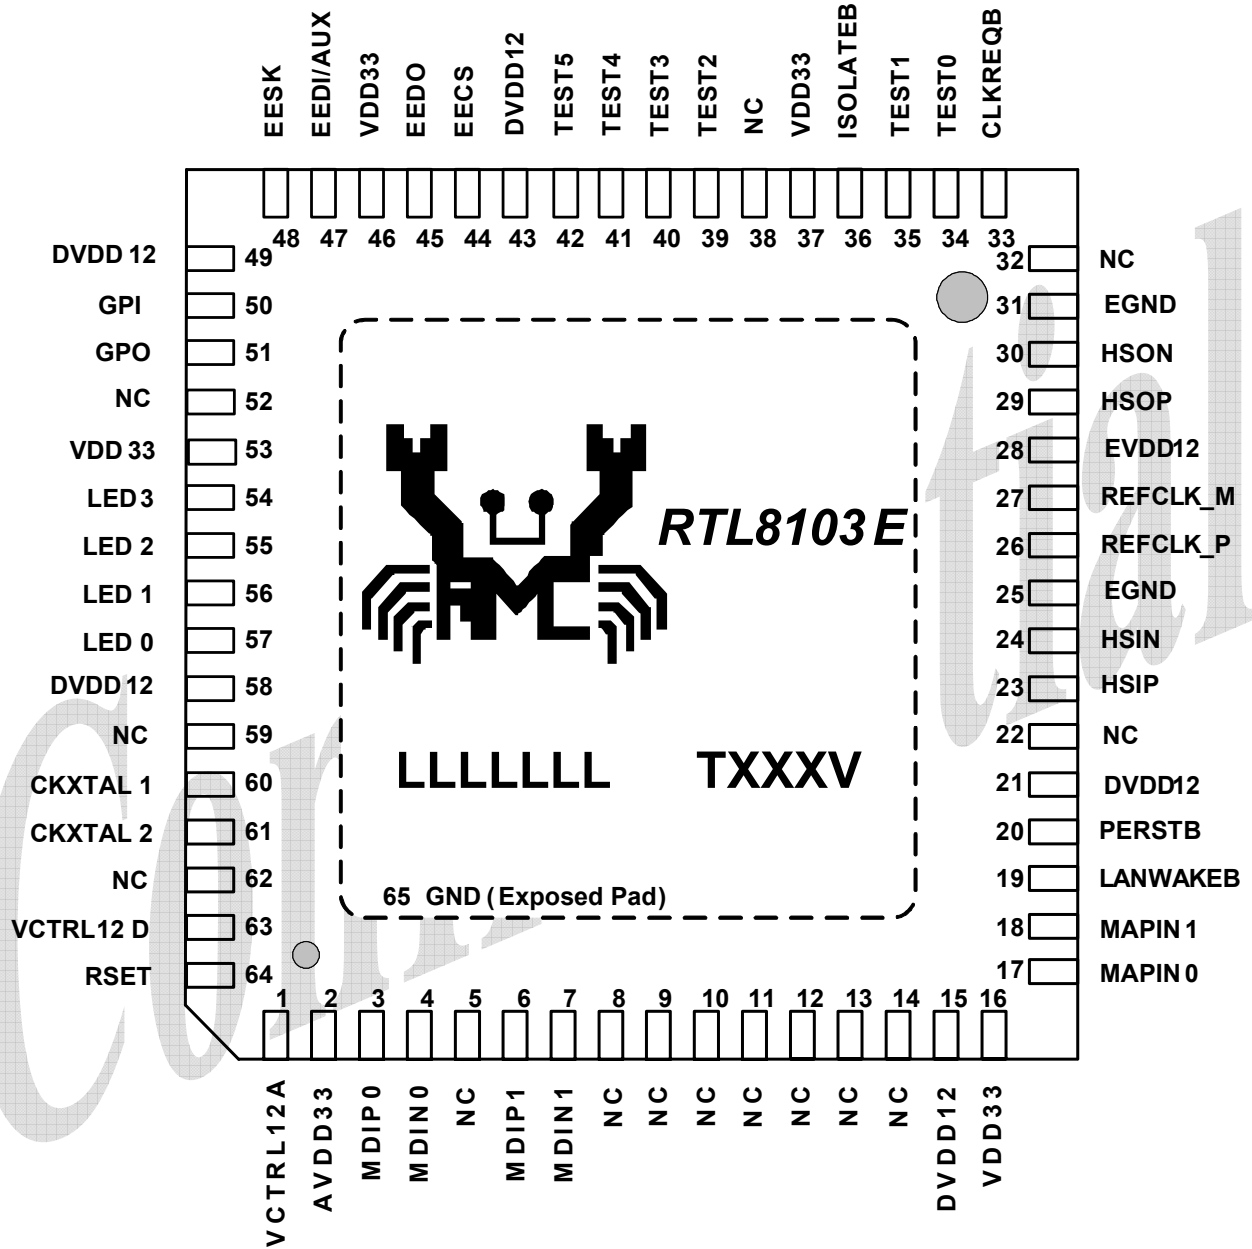 EESK
EEDI/AUX
VDD33
EEDO
EECS
DVDD12
TEST5
TEST4
TEST3
TEST2
NC
VDD33
ISOLATEB
TEST1
TEST0
CLKREQB
48 47 46 45 44 43 42 41 40 39 38 37 36 35 34 33
DVDD 12 49
GPI 50
GPO 51
NC 52
VDD 33 53
LED 3 54
LED 2 55
LED 1 56
LED 0 57
DVDD 12 58
NC 59
CKXTAL 1 60
CKXTAL 2 61
NC 62
VCTRL12 D 63
RSET 64
RTL8103 E
LLLLLLL TXXXV
65 GND ( Exposed Pad)
32 NC
31 EGND
30 HSON
29 HSOP
28 EVDD12
27 REFCLK_M
26 REFCLK_P
25 EGND
24 HSIN
23 HSIP
22 NC
21 DVDD12
20 PERSTB
19 LANWAKEB
18 MAPIN 1
17 MAPIN 0
1 2 3 4 5 6 7 8 9 10 11 12 13 14 15 16
VCTRL12A
AVDD33
MDIP0
MDIN0
NC
MDIP1
MDIN1
NC
NC
NC
NC
NC
NC
NC
DVDD12
VDD33